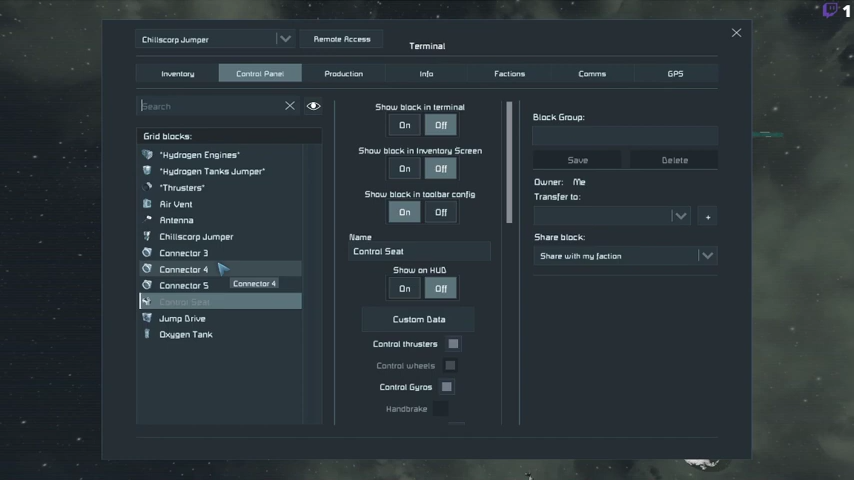 1
Chillscorp Jumper
Remote Access
Terminal
Inventory
Control Panel
Production
Info
Factions
Comms
GPS
Search
Grid blocks:
*Hydrogen Engines*
*Hydrogen Tanks Jumper*
*Thrusters*
Air Vent
Antenna
Chillscorp Jumper
Connector 3
Connector 4
Connector 5
Connector 4
Control Seat
Jump Drive
Oxygen Tank
Show block in terminal
On Off
Show block in Inventory Screen
On Off
Show block in toolbar config
On Off
Name
Control Seat
Show on HUD
On Off
Custom Data
Control thrusters
Control wheels
Control Gyros
Handbrake
Block Group:
Save Delete
Owner: Me
Transfer to:
+
Share block:
Share with my faction